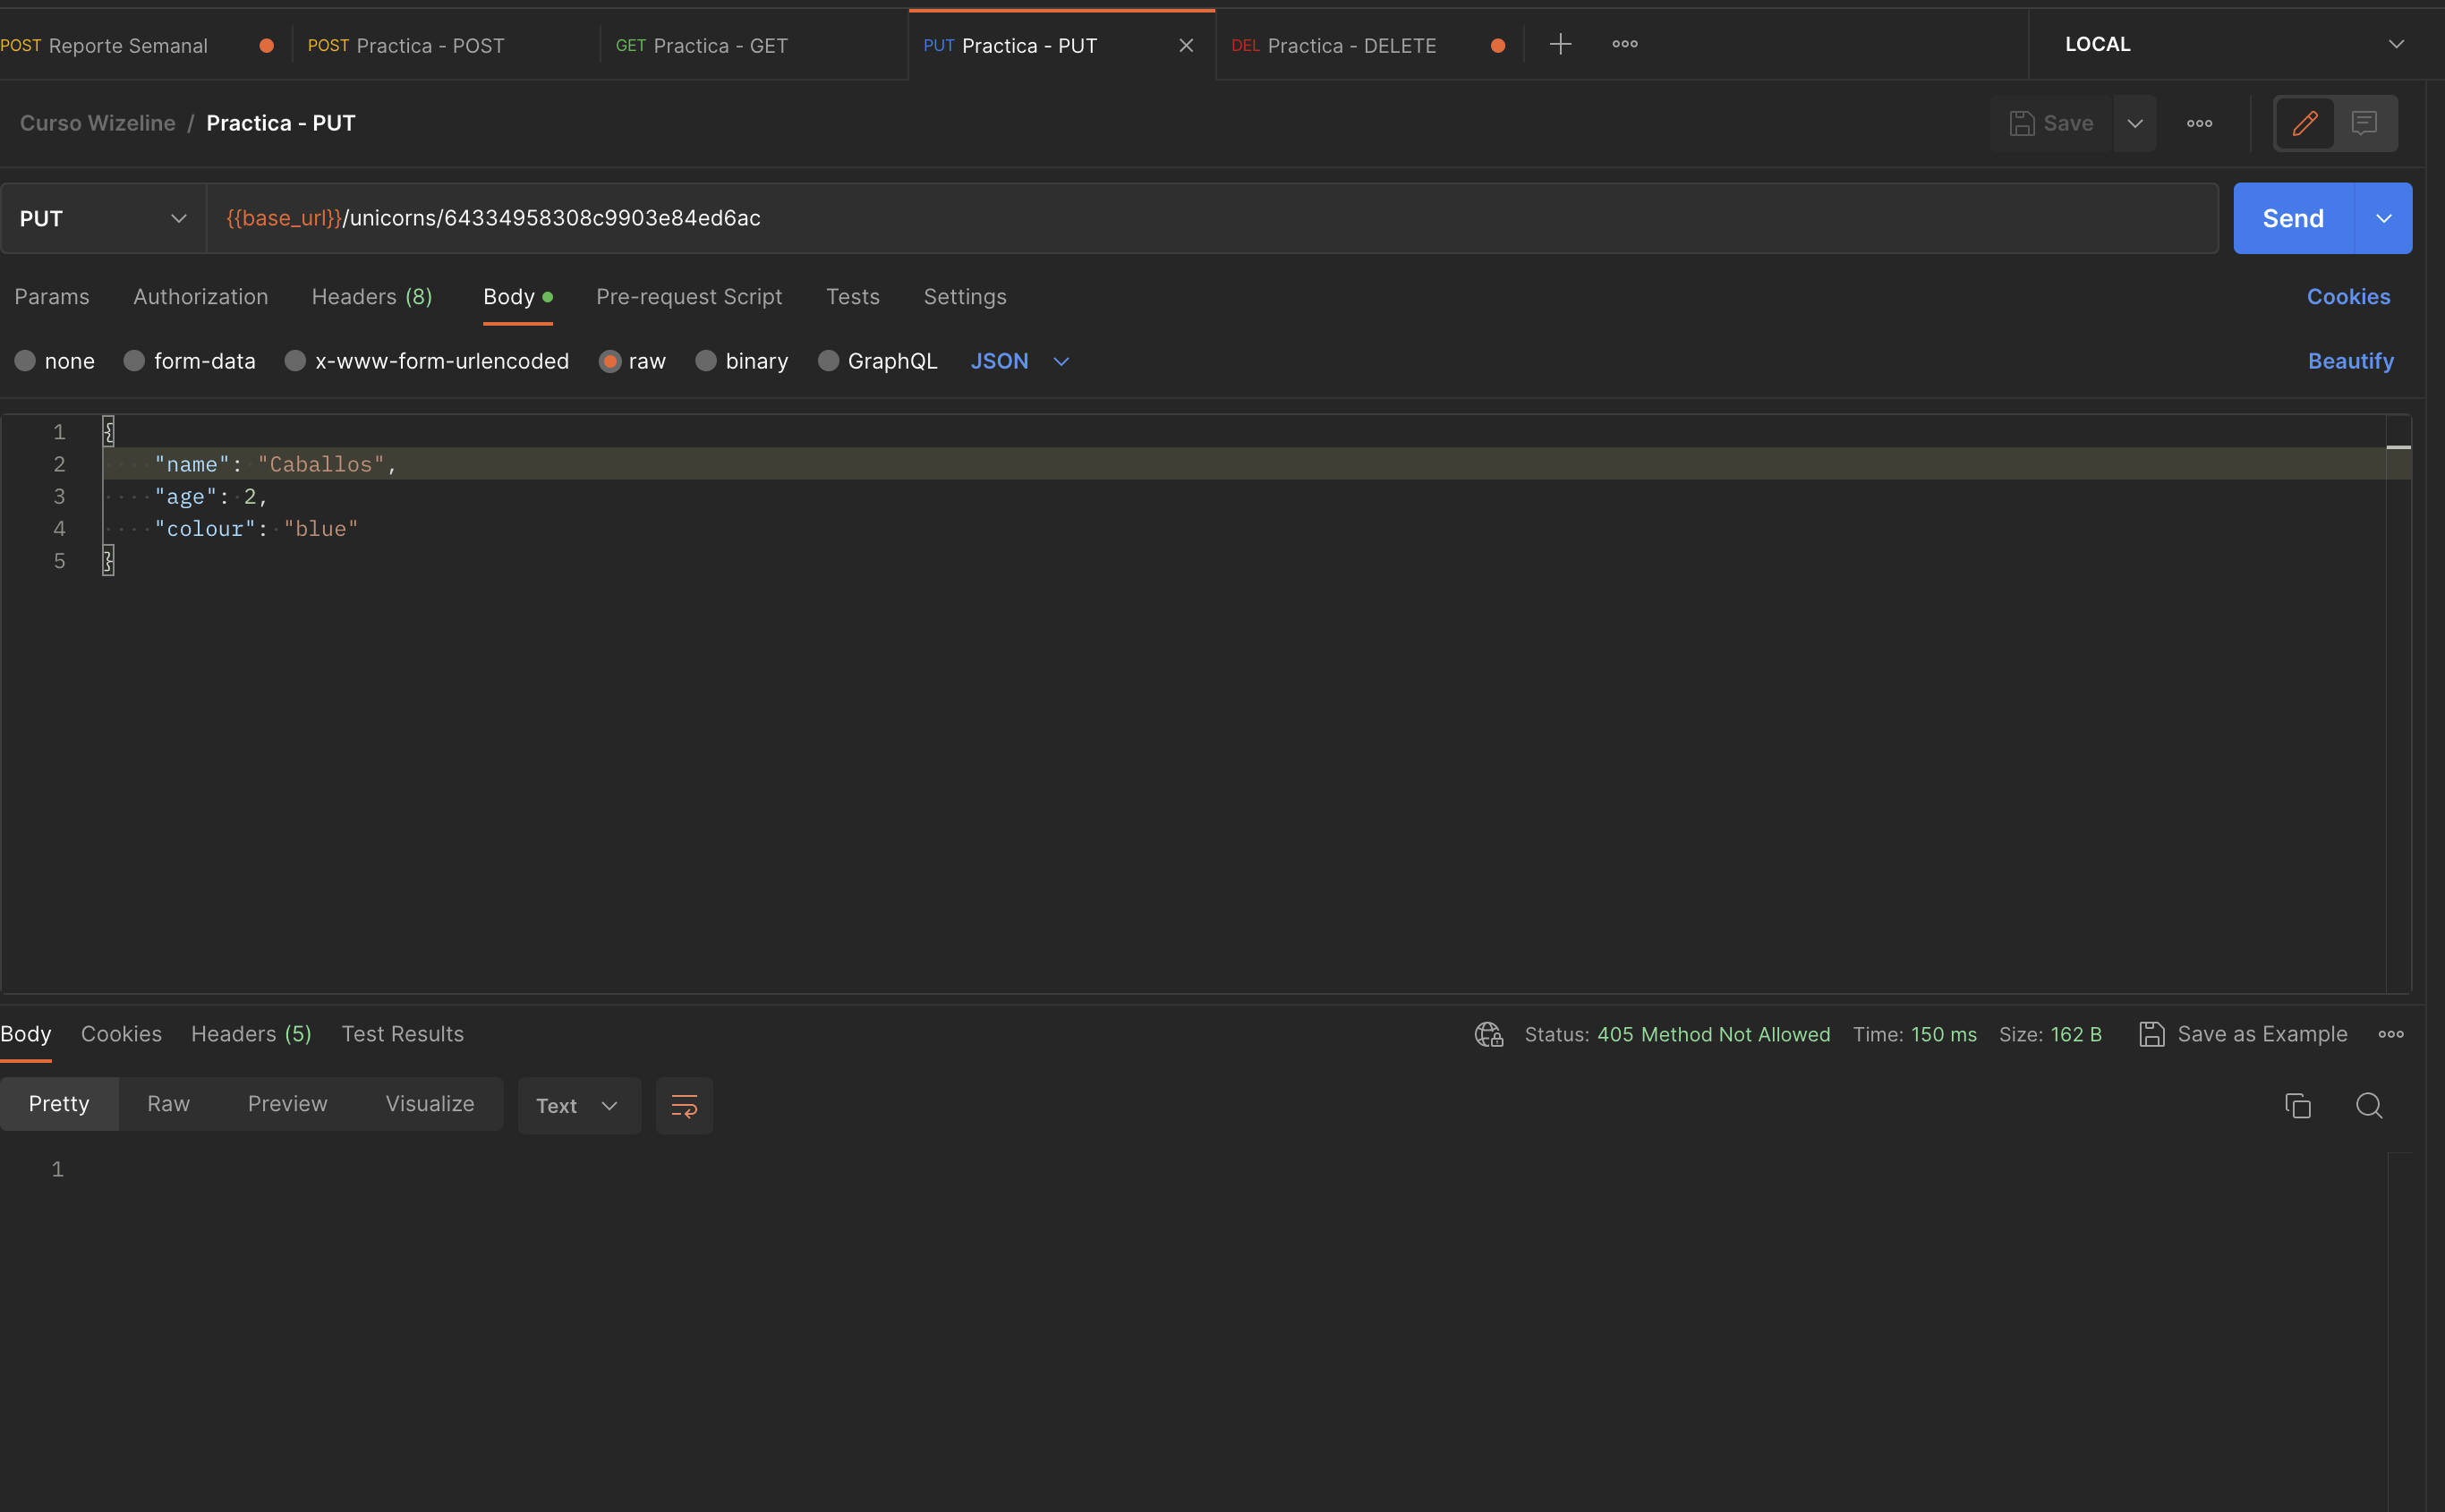 POST Reporte Semanal POST Practica - POST GET Practica - GET PUT Practica - PUT DEL Practica - DELETE LOCAL
Curso Wizeline / Practica - PUT Save
PUT {{base_url}}/unicorns/64334958308c9903e84ed6ac Send
Params Authorization Headers (8) Body Pre-request Script Tests Settings Cookies
none form-data x-www-form-urlencoded raw binary GraphQL JSON Beautify
1 {
2 "name": "Caballos",
3 "age": 2,
4 "colour": "blue"
5 }
Body Cookies Headers (5) Test Results Status: 405 Method Not Allowed Time: 150 ms Size: 162 B Save as Example
Pretty Raw Preview Visualize Text
1